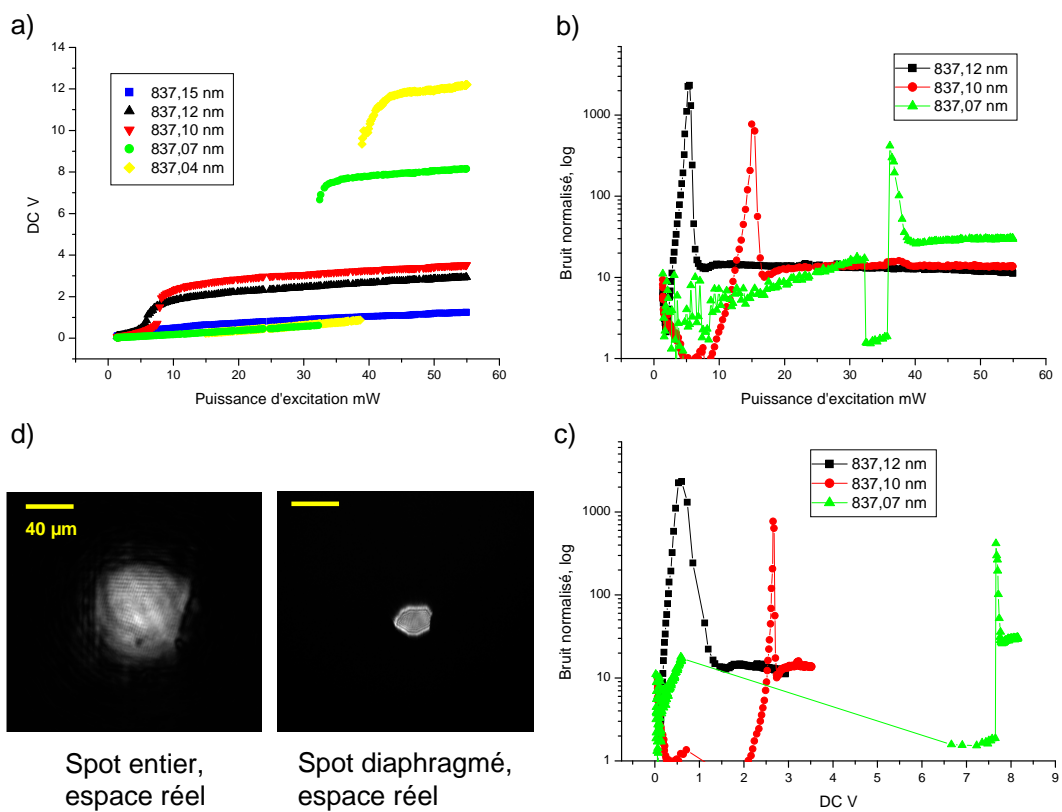 a)
14
12
10
8
6
4
2
0
DC V
837,15 nm
837,12 nm
837,10 nm
837,07 nm
837,04 nm
0 10 20 30 40 50 60
Puissance d'excitation mW
b)
1000
100
10
1
Bruit normalisé, log
837,12 nm
837,10 nm
837,07 nm
0 10 20 30 40 50 60
Puissance d'excitation mW
d)
40 µm
Spot entier,
espace réel
Spot diaphragmé,
espace réel
c)
1000
100
10
1
Bruit normalisé, log
837,12 nm
837,10 nm
837,07 nm
0 1 2 3 4 5 6 7 8 9
DC V